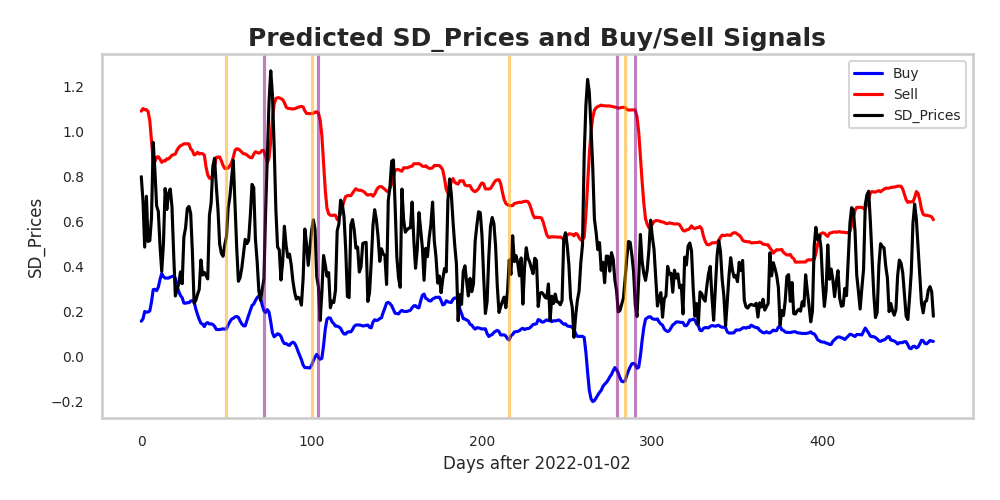 Predicted SD_Prices and Buy/Sell Signals
Buy
Sell
SD_Prices
1.2
1.0
0.8
0.6
0.4
0.2
0.0
−0.2
SD_Prices
0 100 200 300 400
Days after 2022-01-02